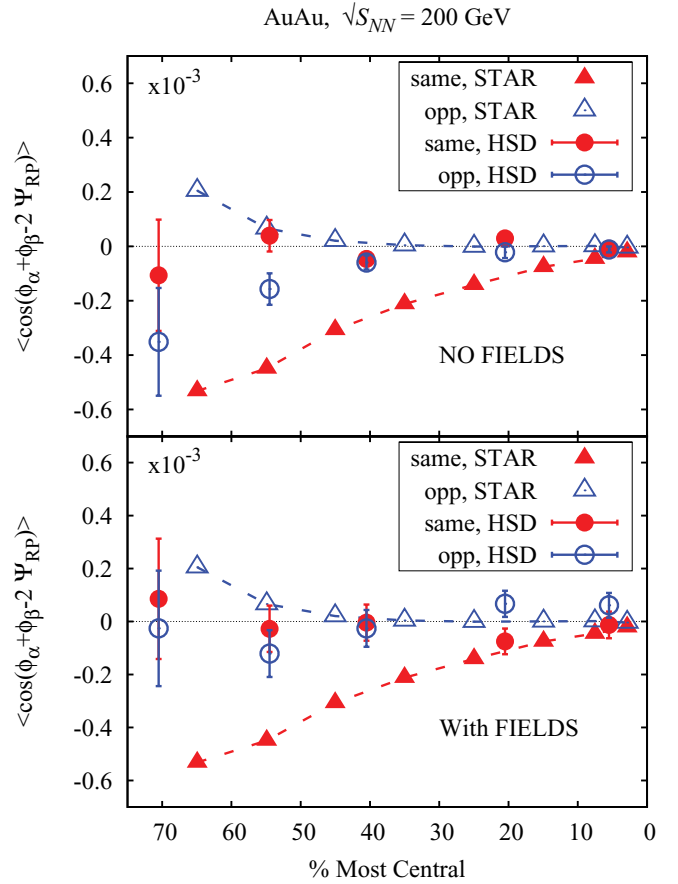 AuAu, √S_NN = 200 GeV
<cos(ϕ_α+ϕ_β-2 Ψ_RP)>
x10^-3
same, STAR
opp, STAR
same, HSD
opp, HSD
0.6
0.4
0.2
0
-0.2
-0.4
-0.6
NO FIELDS
<cos(ϕ_α+ϕ_β-2 Ψ_RP)>
x10^-3
same, STAR
opp, STAR
same, HSD
opp, HSD
0.6
0.4
0.2
0
-0.2
-0.4
-0.6
With FIELDS
70 60 50 40 30 20 10 0
% Most Central